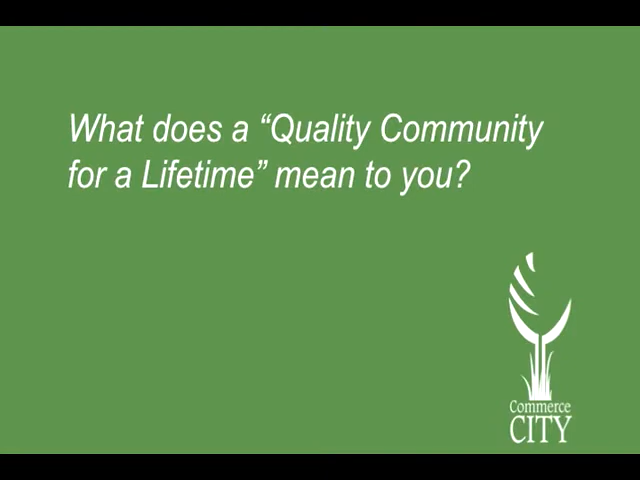 What does a “Quality Community
for a Lifetime” mean to you?
Commerce
CITY